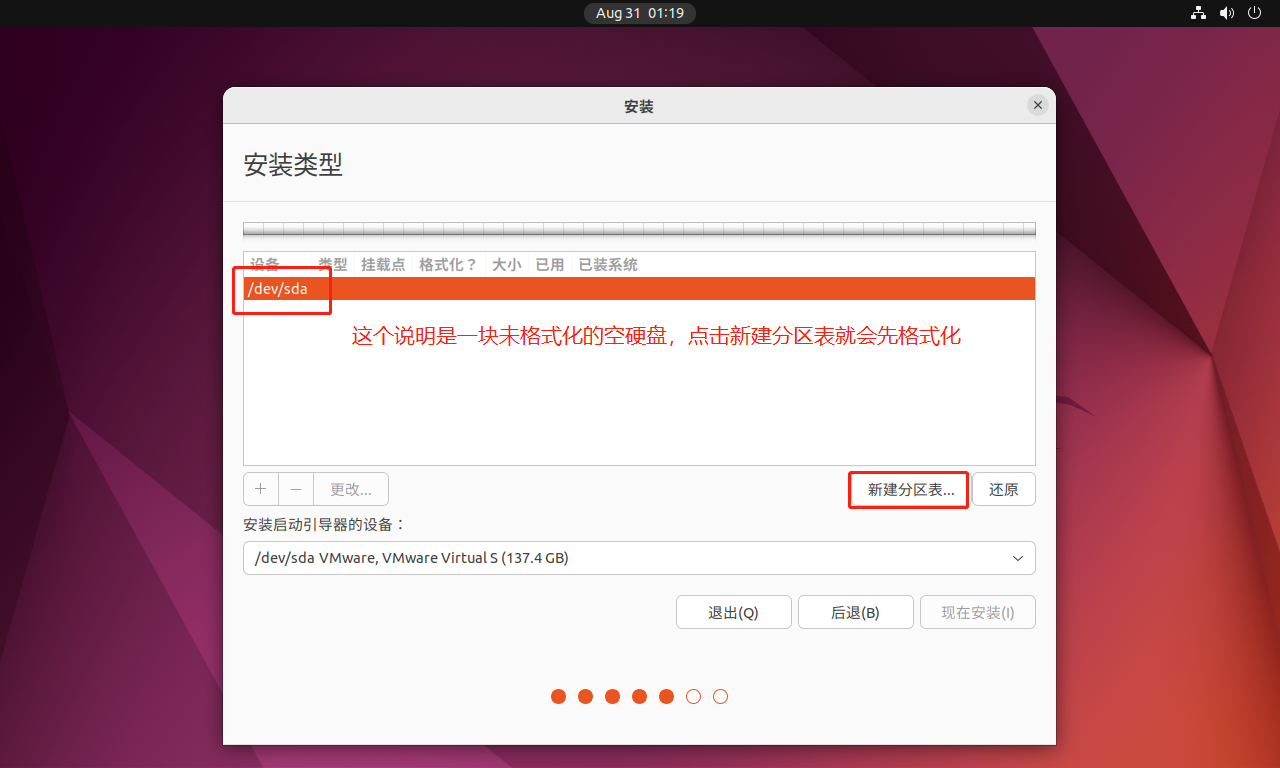 Aug 31 01:19
安装
安装类型
设备 类型 挂载点 格式化？ 大小 已用 已装系统
/dev/sda
这个说明是一块未格式化的空硬盘，点击新建分区表就会先格式化
+ − 更改... 新建分区表... 还原
安装启动引导器的设备：
/dev/sda VMware, VMware Virtual S (137.4 GB)
退出(Q) 后退(B) 现在安装(I)